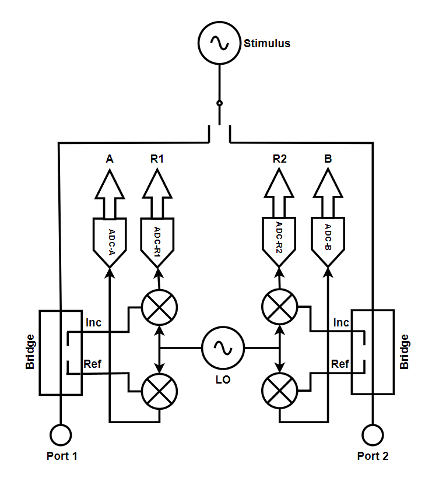 Stimulus
A
R1
R2
B
ADC-A
ADC-R1
ADC-R2
ADC-B
Inc
Inc
Bridge
Bridge
Ref
Ref
LO
Port 1
Port 2